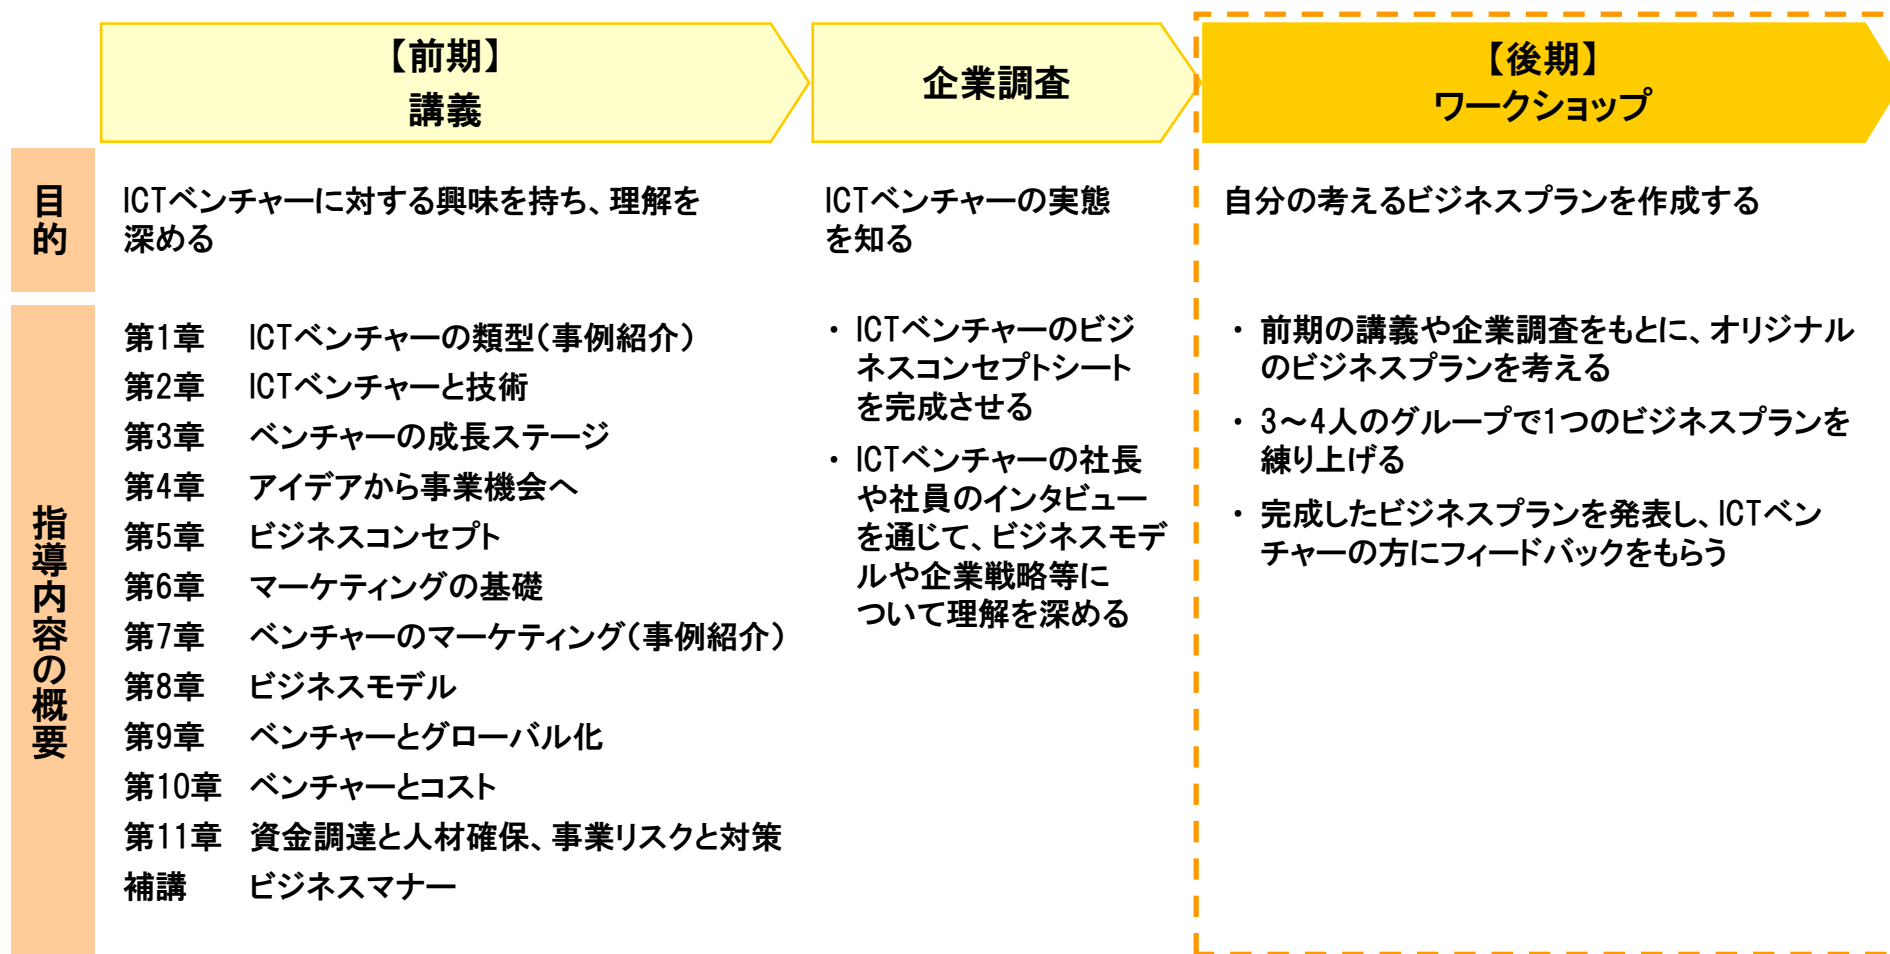 【前期】
講義
企業調査
【後期】
ワークショップ
目的
ICTベンチャーに対する興味を持ち、理解を
深める
ICTベンチャーの実態
を知る
自分の考えるビジネスプランを作成する
指導内容の概要
第1章 ICTベンチャーの類型（事例紹介）
第2章 ICTベンチャーと技術
第3章 ベンチャーの成長ステージ
第4章 アイデアから事業機会へ
第5章 ビジネスコンセプト
第6章 マーケティングの基礎
第7章 ベンチャーのマーケティング（事例紹介）
第8章 ビジネスモデル
第9章 ベンチャーとグローバル化
第10章 ベンチャーとコスト
第11章 資金調達と人材確保、事業リスクと対策
補講 ビジネスマナー
・ ICTベンチャーのビジ
ネスコンセプトシート
を完成させる
・ ICTベンチャーの社長
や社員のインタビュー
を通じて、ビジネスモデ
ルや企業戦略等に
ついて理解を深める
・ 前期の講義や企業調査をもとに、オリジナル
のビジネスプランを考える
・ 3～4人のグループで1つのビジネスプランを
練り上げる
・ 完成したビジネスプランを発表し、ICTベン
チャーの方にフィードバックをもらう